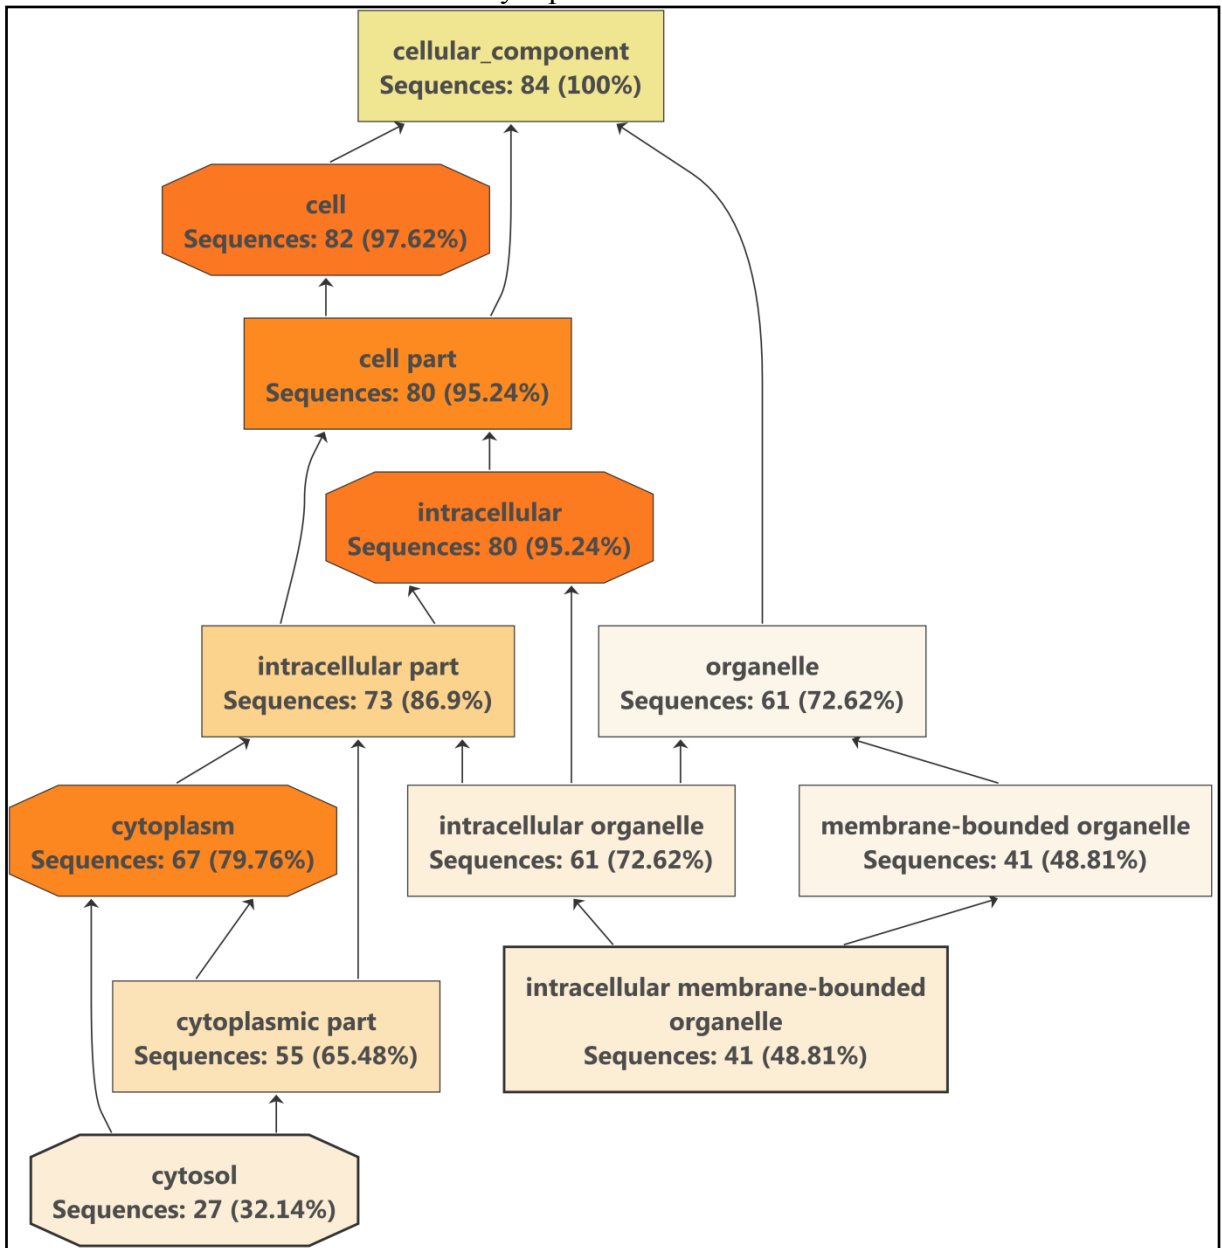 cellular_component
Sequences: 84 (100%)
cell
Sequences: 82 (97.62%)
cell part
Sequences: 80 (95.24%)
intracellular
Sequences: 80 (95.24%)
intracellular part
Sequences: 73 (86.9%)
organelle
Sequences: 61 (72.62%)
cytoplasm
Sequences: 67 (79.76%)
intracellular organelle
Sequences: 61 (72.62%)
membrane-bounded organelle
Sequences: 41 (48.81%)
cytoplasmic part
Sequences: 55 (65.48%)
intracellular membrane-bounded
organelle
Sequences: 41 (48.81%)
cytosol
Sequences: 27 (32.14%)